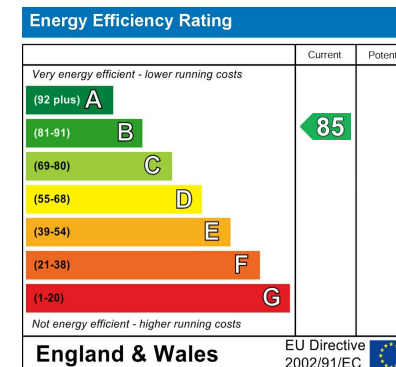 Energy Efficiency Rating
Current Poten
Very energy efficient - lower running costs
(92 plus) A
(81-91) B 85
(69-80) C
(55-68) D
(39-54) E
(21-38) F
(1-20) G
Not energy efficient - higher running costs
England & Wales
EU Directive
2002/91/EC